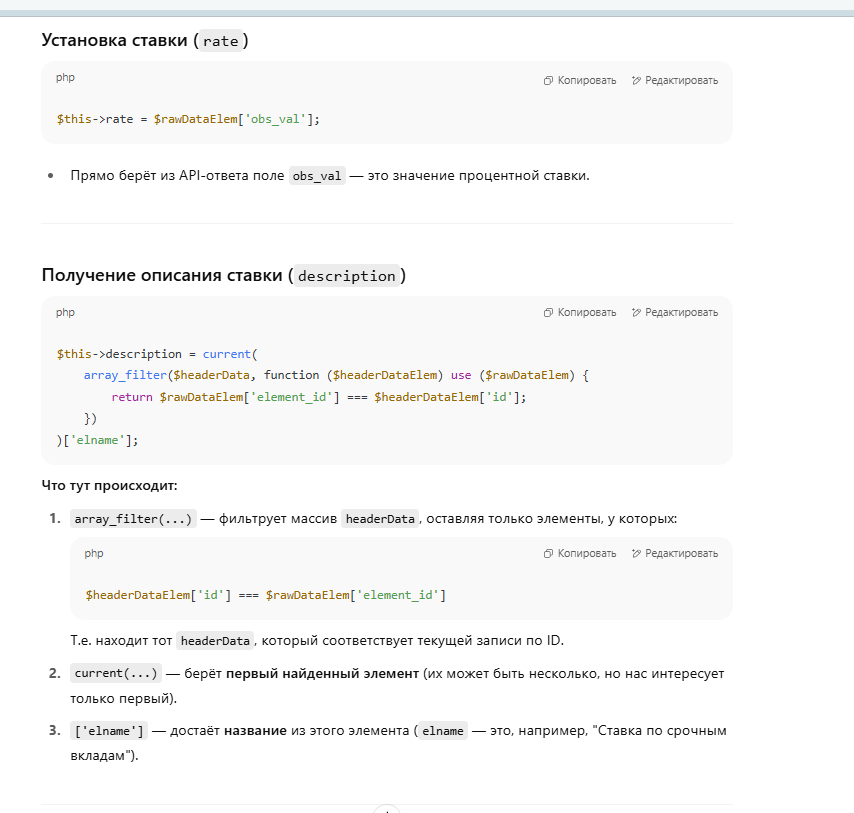 Установка ставки (rate)
php
Копировать Редактировать
$this->rate = $rawDataElem['obs_val'];
Прямо берёт из API-ответа поле obs_val — это значение процентной ставки.
Получение описания ставки (description)
php
Копировать Редактировать
$this->description = current(
array_filter($headerData, function ($headerDataElem) use ($rawDataElem) {
return $rawDataElem['element_id'] === $headerDataElem['id'];
})
)['elname'];
Что тут происходит:
1. array_filter(...) — фильтрует массив headerData, оставляя только элементы, у которых:
php
Копировать Редактировать
$headerDataElem['id'] === $rawDataElem['element_id']
Т.е. находит тот headerData, который соответствует текущей записи по ID.
2. current(...) — берёт первый найденный элемент (их может быть несколько, но нас интересует
только первый).
3. ['elname'] — достаёт название из этого элемента (elname — это, например, "Ставка по срочным
вкладам").